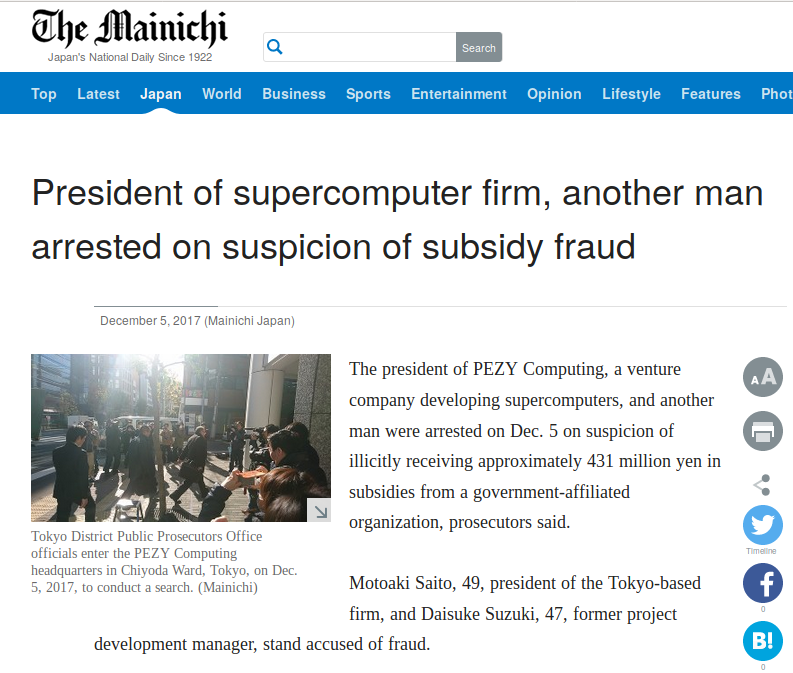 The Mainichi
Japan's National Daily Since 1922
Search
Top Latest Japan World Business Sports Entertainment Opinion Lifestyle Features Phot
President of supercomputer firm, another man
arrested on suspicion of subsidy fraud
December 5, 2017 (Mainichi Japan)
Tokyo District Public Prosecutors Office
officials enter the PEZY Computing
headquarters in Chiyoda Ward, Tokyo, on Dec.
5, 2017, to conduct a search. (Mainichi)
The president of PEZY Computing, a venture
company developing supercomputers, and another
man were arrested on Dec. 5 on suspicion of
illicitly receiving approximately 431 million yen in
subsidies from a government-affiliated
organization, prosecutors said.
Motoaki Saito, 49, president of the Tokyo-based
firm, and Daisuke Suzuki, 47, former project
development manager, stand accused of fraud.
AA
Timeline
f
0
B!
0